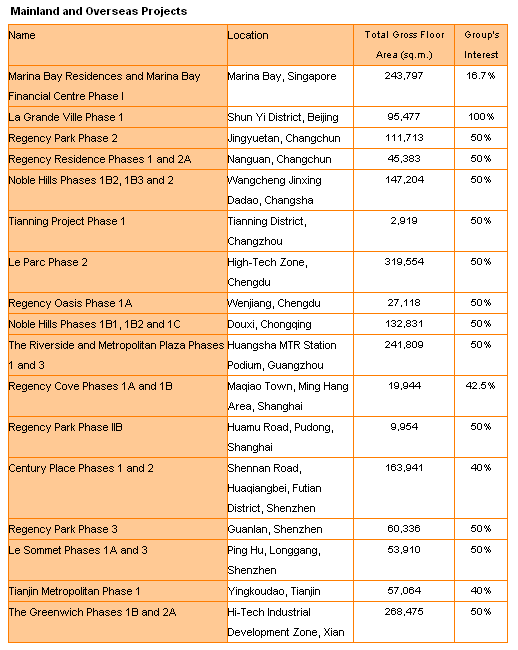 Mainland and Overseas Projects
Name Location Total Gross Floor Group's
Area (sq.m.) Interest
Marina Bay Residences and Marina Bay Marina Bay, Singapore 243,797 16.7%
Financial Centre Phase I
La Grande Ville Phase 1 Shun Yi District, Beijing 95,477 100%
Regency Park Phase 2 Jingyuetan, Changchun 111,713 50%
Regency Residence Phases 1 and 2A Nanguan, Changchun 45,383 50%
Noble Hills Phases 1B2, 1B3 and 2 Wangcheng Jinxing 147,204 50%
Dadao, Changsha
Tianning Project Phase 1 Tianning District, 2,919 50%
Changzhou
Le Parc Phase 2 High-Tech Zone, 319,554 50%
Chengdu
Regency Oasis Phase 1A Wenjiang, Chengdu 27,118 50%
Noble Hills Phases 1B1, 1B2 and 1C Douxi, Chongqing 132,831 50%
The Riverside and Metropolitan Plaza Phases Huangsha MTR Station 241,809 50%
1 and 3 Podium, Guangzhou
Regency Cove Phases 1A and 1B Maqiao Town, Ming Hang 19,944 42.5%
Area, Shanghai
Regency Park Phase IIB Huamu Road, Pudong, 9,954 50%
Shanghai
Century Place Phases 1 and 2 Shennan Road, 163,941 40%
Huaqiangbei, Futian
District, Shenzhen
Regency Park Phase 3 Guanlan, Shenzhen 60,336 50%
Le Sommet Phases 1A and 3 Ping Hu, Longgang, 53,910 50%
Shenzhen
Tianjin Metropolitan Phase 1 Yingkoudao, Tianjin 57,064 40%
The Greenwich Phases 1B and 2A Hi-Tech Industrial 268,475 50%
Development Zone, Xian